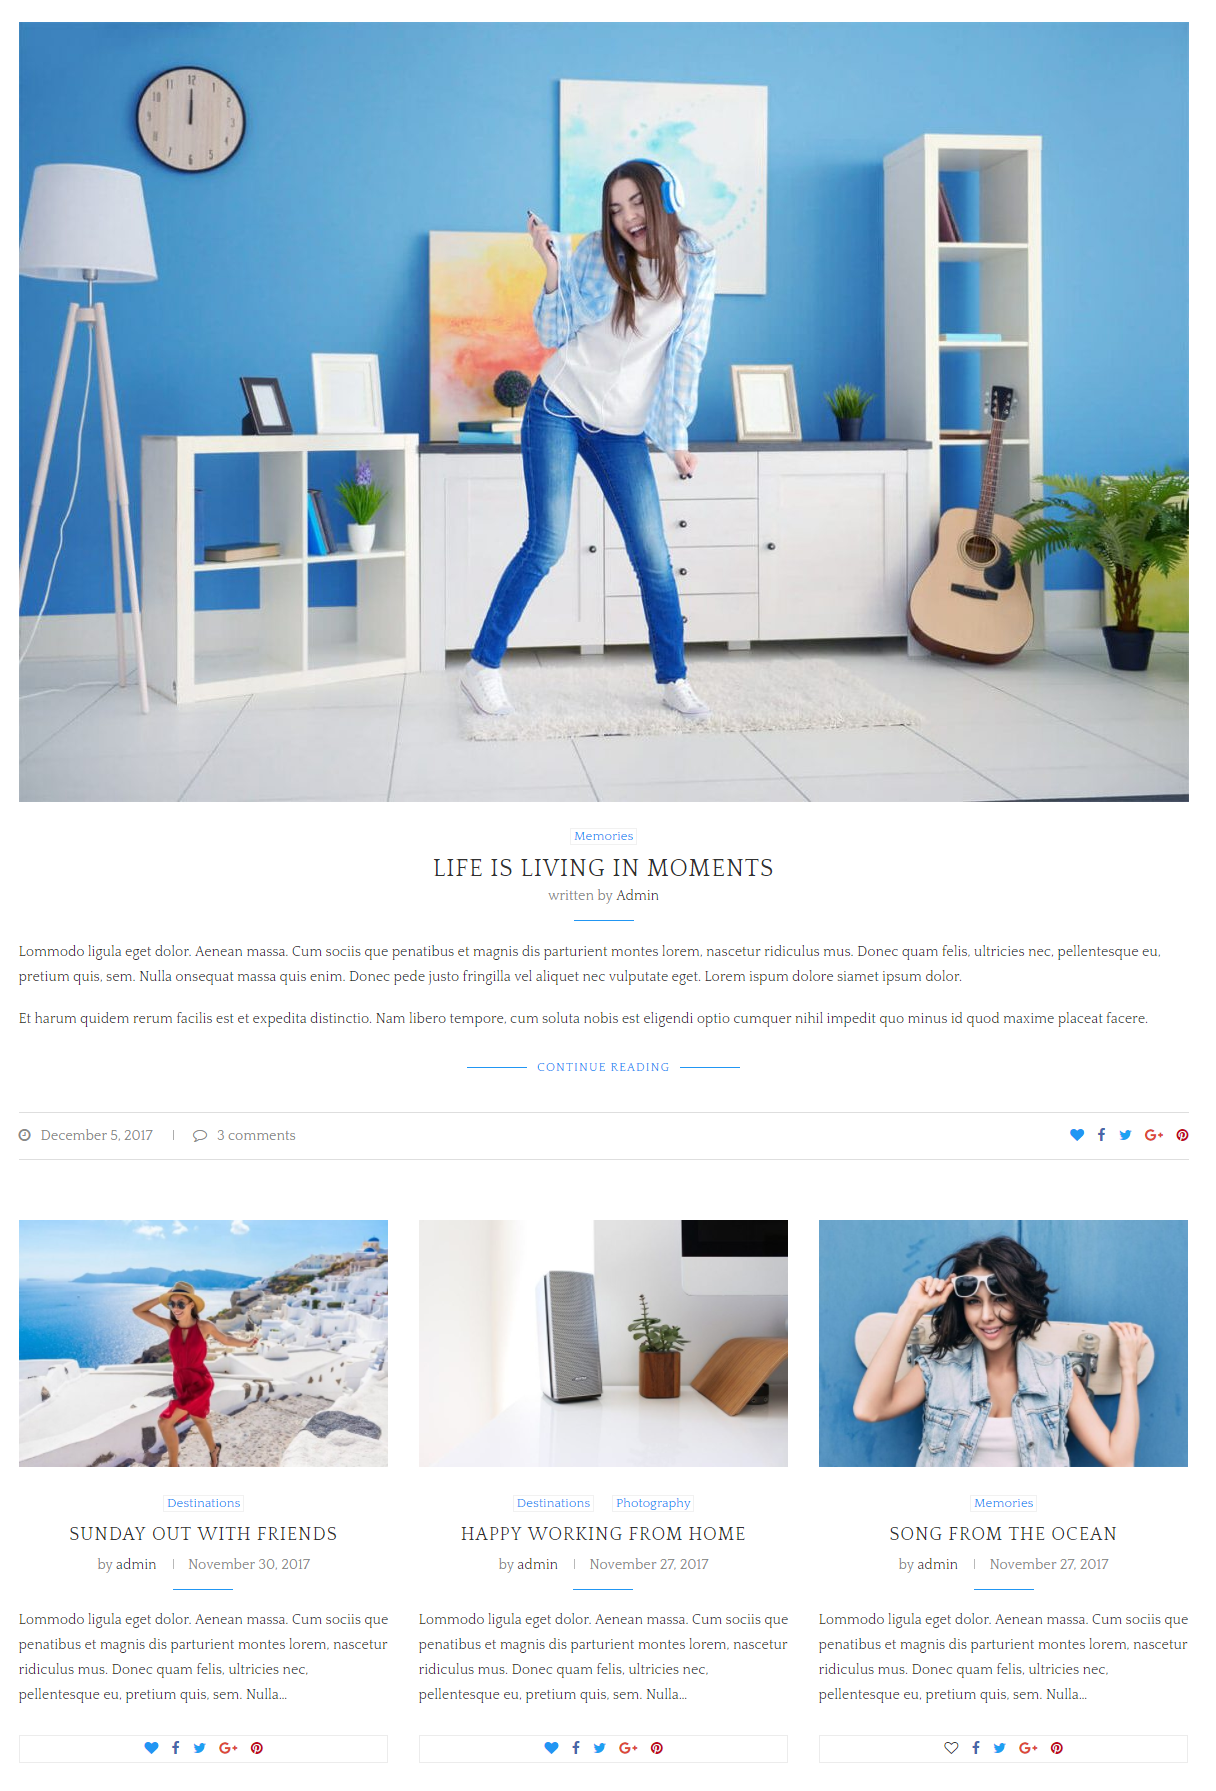 Memories
LIFE IS LIVING IN MOMENTS
written by Admin
Lommodo ligula eget dolor. Aenean massa. Cum sociis que penatibus et magnis dis parturient montes lorem, nascetur ridiculus mus. Donec quam felis, ultricies nec, pellentesque eu,
pretium quis, sem. Nulla onsequat massa quis enim. Donec pede justo fringilla vel aliquet nec vulputate eget. Lorem ispum dolore siamet ipsum dolor.
Et harum quidem rerum facilis est et expedita distinctio. Nam libero tempore, cum soluta nobis est eligendi optio cumquer nihil impedit quo minus id quod maxime placeat facere.
CONTINUE READING
December 5, 2017 3 comments
Destinations
SUNDAY OUT WITH FRIENDS
by admin November 30, 2017
Lommodo ligula eget dolor. Aenean massa. Cum sociis que
penatibus et magnis dis parturient montes lorem, nascetur
ridiculus mus. Donec quam felis, ultricies nec,
pellentesque eu, pretium quis, sem. Nulla...
Destinations Photography
HAPPY WORKING FROM HOME
by admin November 27, 2017
Lommodo ligula eget dolor. Aenean massa. Cum sociis que
penatibus et magnis dis parturient montes lorem, nascetur
ridiculus mus. Donec quam felis, ultricies nec,
pellentesque eu, pretium quis, sem. Nulla...
Memories
SONG FROM THE OCEAN
by admin November 27, 2017
Lommodo ligula eget dolor. Aenean massa. Cum sociis que
penatibus et magnis dis parturient montes lorem, nascetur
ridiculus mus. Donec quam felis, ultricies nec,
pellentesque eu, pretium quis, sem. Nulla...